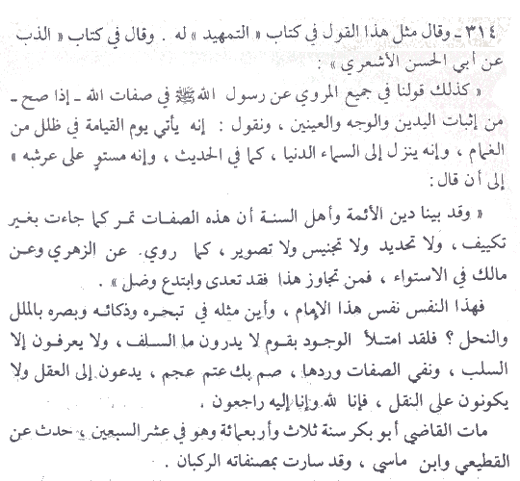 ٣١٤ ـ وقال مثل هذا القول في كتاب « التمهيد » له . وقال في كتاب « الذب
عن أبي الحسن الأشعري » :
« كذلك قولنا في جميع المروي عن رسول الله ﷺ في صفات الله ـ إذا صح ـ
من إثبات اليدين والوجه والعينين ، ونقول : إنه يأتي يوم القيامة في ظلل من
الغمام ، وإنه ينزل إلى السماء الدنيا ، كما في الحديث ، وإنه مستوٍ على عرشه »
إلى أن قال :
« وقد بينا دين الأئمة وأهل السنة أن هذه الصفات تمر كما جاءت بغير
تكييف ، ولا تحديد ولا تجنيس ولا تصوير ، كما روي. عن الزهري وعن
مالك في الاستواء ، فمن تجاوز هذا فقد تعدى وابتدع وضل » .
فهذا النفس نفس هذا الإمام ، وأين مثله في تبحره وذكائه وبصره بالملل
والنحل ؟ فلقد امتلأ الوجود بقوم لا يدرون ما السلف ، ولا يعرفون إلا
السلب ، ونفي الصفات وردها ، صم بك عتم عجم ، يدعون إلى العقل ولا
يكونون على النقل ، فإنا لله وإنا إليه راجعون .
مات القاضي أبو بكر سنة ثلاث وأربعمائة وهو في عشر السبعين ، حدث عن
القطيعي وابن ماسي ، وقد سارت بمصنفاته الركبان .